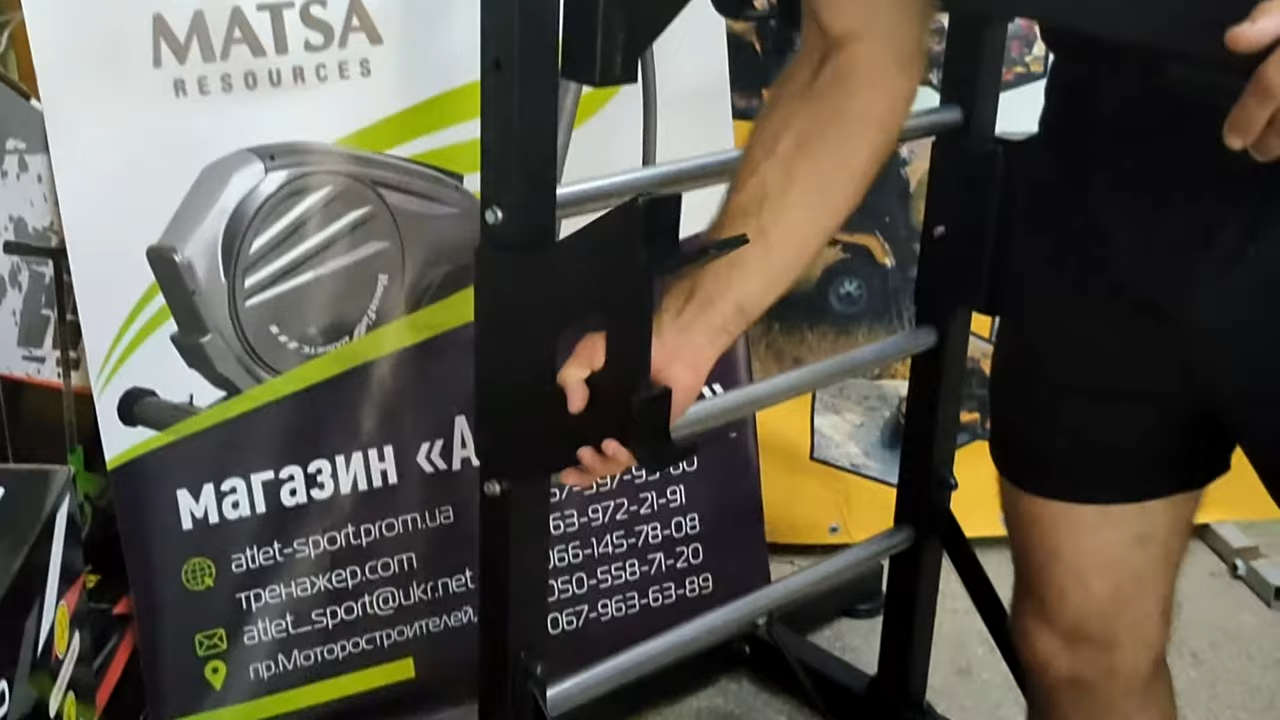 MATSA
RESOURCES
магазин «А
atlet-sport.prom.ua
тренажер.com
atlet_sport@ukr.net
пр.Моторостроителей,
63-972-21-91
066-145-78-08
050-558-71-20
067-963-63-89